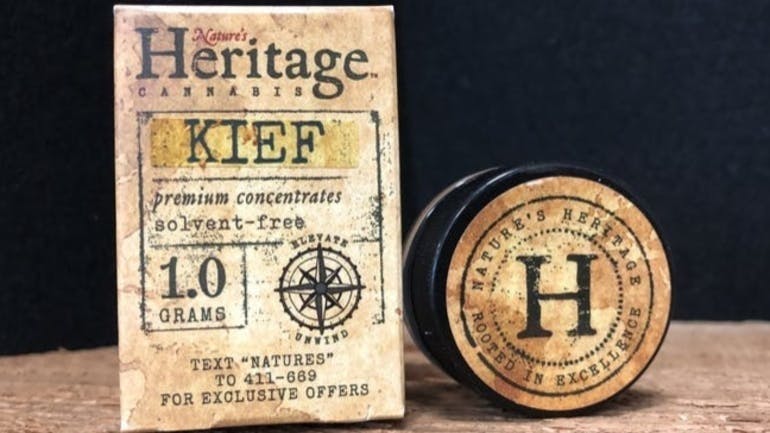 Nature's
Heritage™
CANNABIS
KIEF
premium concentrates
solvent-free
1.0
GRAMS
ELEVATE
UNWIND
TEXT "NATURES"
TO 411-669
FOR EXCLUSIVE OFFERS
NATURE'S HERITAGE
H
ROOTED IN EXCELLENCE